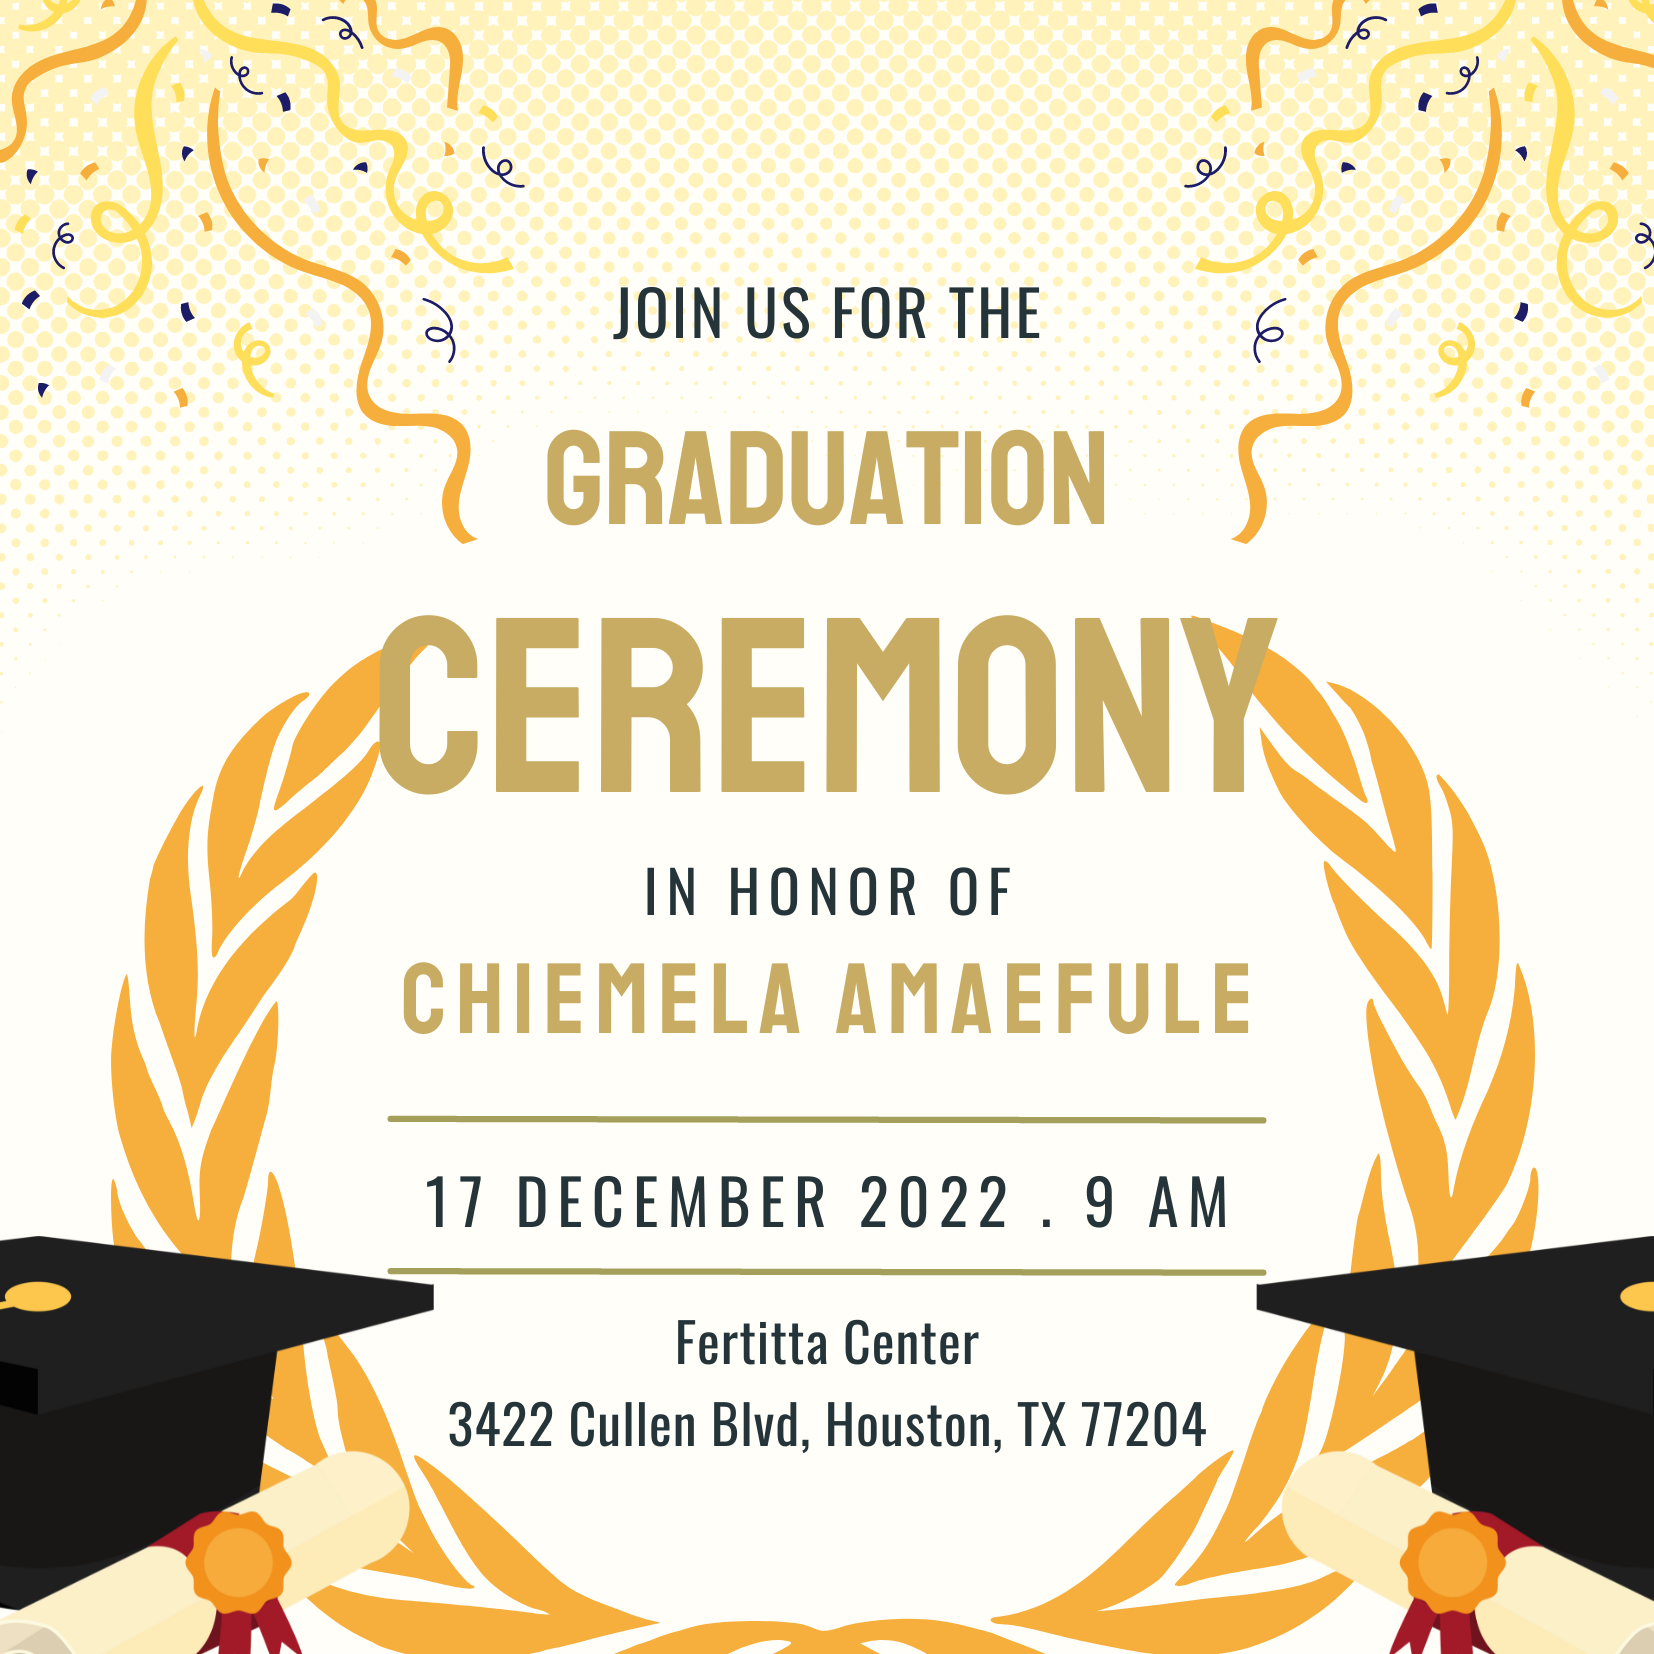 JOIN US FOR THE
GRADUATION
CEREMONY
IN HONOR OF
CHIEMELA AMAEFULE
17 DECEMBER 2022 . 9 AM
Fertitta Center
3422 Cullen Blvd, Houston, TX 77204